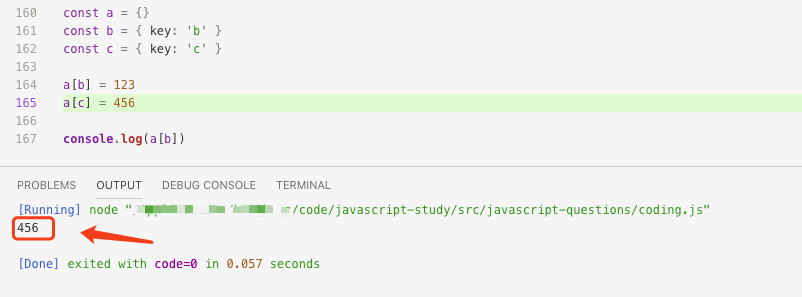 160 const a = {}
161 const b = { key: 'b' }
162 const c = { key: 'c' }
163
164 a[b] = 123
165 a[c] = 456
166
167 console.log(a[b])
PROBLEMS OUTPUT DEBUG CONSOLE TERMINAL
[Running] node "/code/javascript-study/src/javascript-questions/coding.js"
456
[Done] exited with code=0 in 0.057 seconds